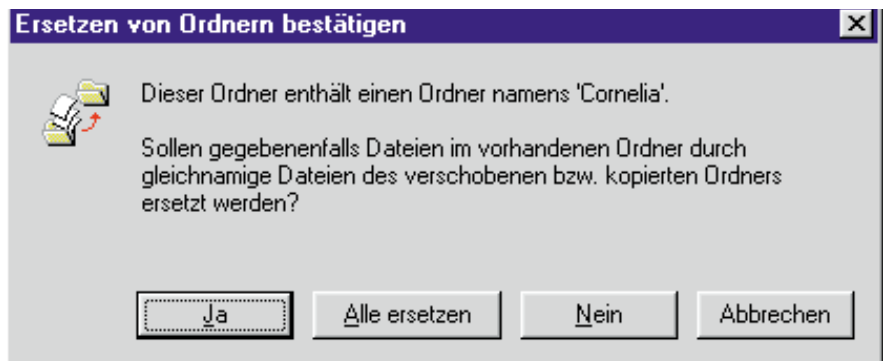 Ersetzen von Ordnern bestätigen
Dieser Ordner enthält einen Ordner namens 'Cornelia'.
Sollen gegebenenfalls Dateien im vorhandenen Ordner durch
gleichnamige Dateien des verschobenen bzw. kopierten Ordners
ersetzt werden?
Ja Alle ersetzen Nein Abbrechen